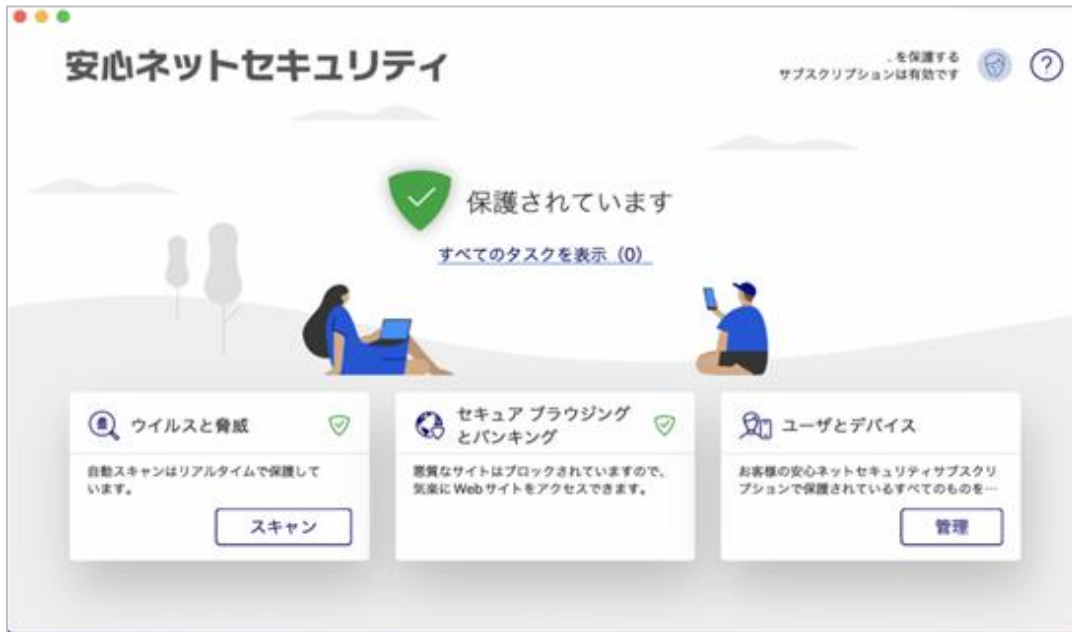 安心ネットセキュリティ
. を保護する
サブスクリプションは有効です
?
保護されています
すべてのタスクを表示（0）
ウイルスと脅威
自動スキャンはリアルタイムで保護して
います。
スキャン
セキュア ブラウジング
とバンキング
悪質なサイトはブロックされていますので、
気楽に Web サイトをアクセスできます。
ユーザとデバイス
お客様の安心ネットセキュリティサブスクリ
プションで保護されているすべてのものを…
管理